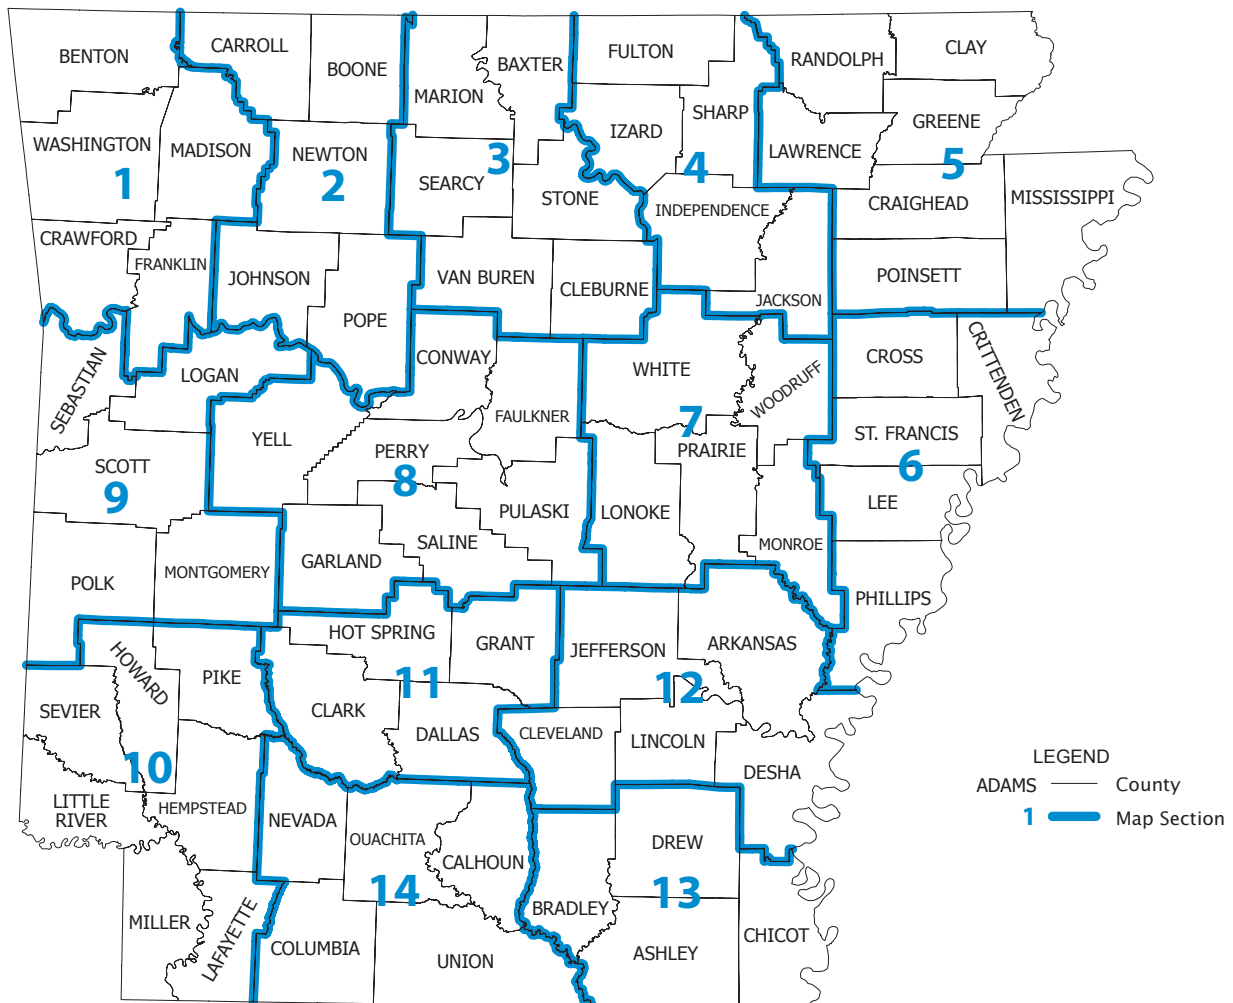 BENTON
CARROLL
BOONE
MARION
BAXTER
FULTON
RANDOLPH
CLAY
SHARP
IZARD
GREENE
LAWRENCE
WASHINGTON
MADISON
NEWTON
3
SEARCY
4
5
1
2
STONE
INDEPENDENCE
CRAIGHEAD
MISSISSIPPI
CRAWFORD
FRANKLIN
JOHNSON
VAN BUREN
CLEBURNE
JACKSON
POINSETT
POPE
CONWAY
WHITE
CROSS
CRITTENDEN
SEBASTIAN
LOGAN
WOODRUFF
FAULKNER
7
YELL
PERRY
PRAIRIE
ST. FRANCIS
6
SCOTT
9
8
PULASKI
LONOKE
LEE
SALINE
MONROE
GARLAND
MONTGOMERY
POLK
PHILLIPS
HOT SPRING
GRANT
JEFFERSON
ARKANSAS
HOWARD
PIKE
11
12
SEVIER
CLARK
DALLAS
CLEVELAND
LINCOLN
10
DESHA
LEGEND
ADAMS County
1 Map Section
LITTLE
RIVER
HEMPSTEAD
NEVADA
OUACHITA
CALHOUN
DREW
14
13
MILLER
LAFAYETTE
BRADLEY
COLUMBIA
UNION
ASHLEY
CHICOT